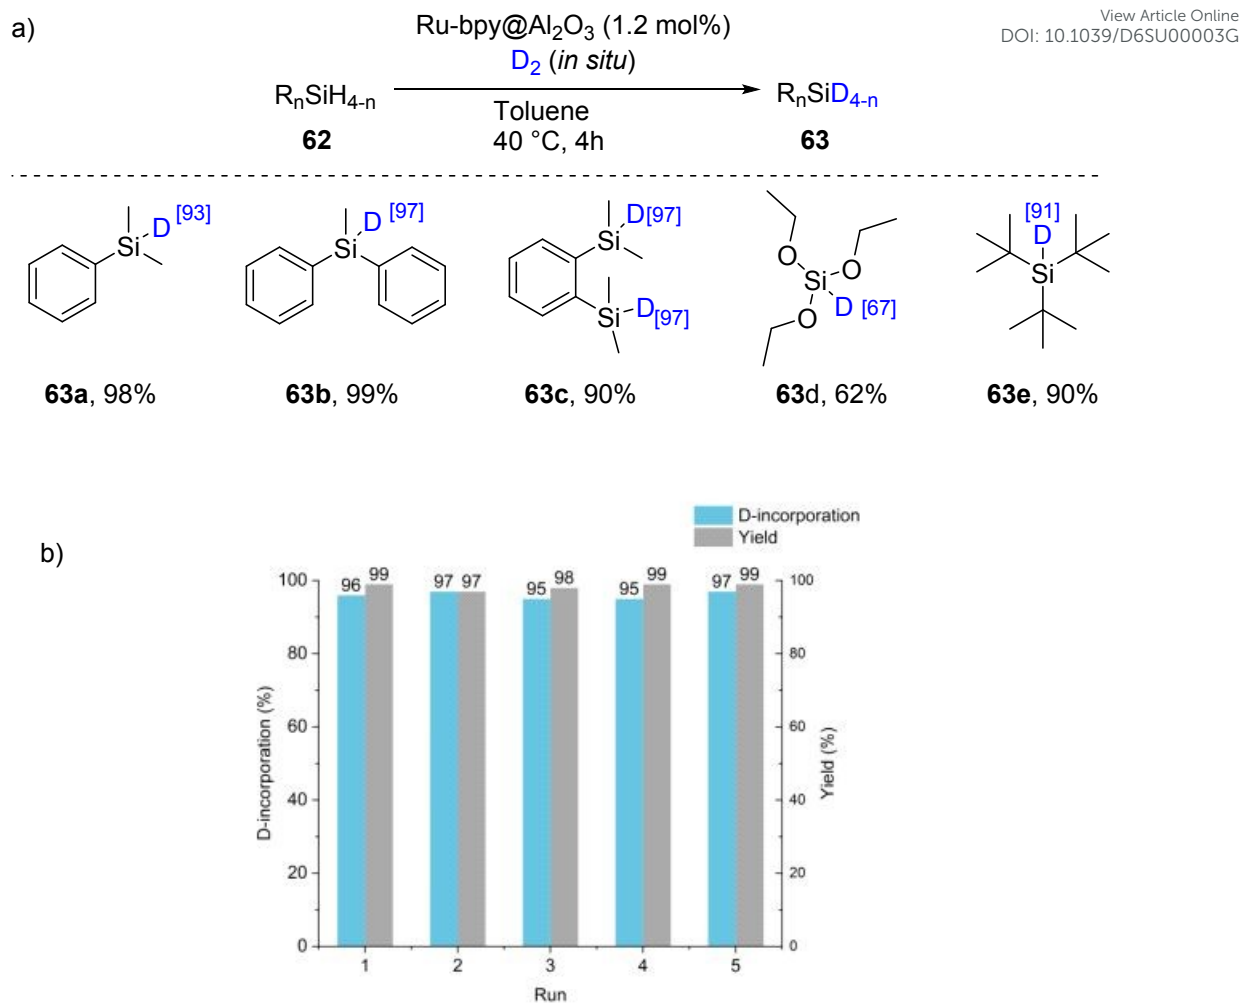 View Article Online
DOI: 10.1039/D6SU00003G
a)
Ru-bpy@Al₂O₃ (1.2 mol%)
D₂ (in situ)
RₙSiH₄₋ₙ
RₙSiD₄₋ₙ
Toluene
62
40 °C, 4h
63
Si D [93]
Si D [97]
Si D[97]
Si D[97]
O O Si O D [67]
[91] D Si
63a, 98%
63b, 99%
63c, 90%
63d, 62%
63e, 90%
b)
D-incorporation
Yield
D-incorporation (%)
100
80
60
40
20
0
96 99
97 97
95 98
95 99
97 99
100
80
60
40
20
0
Yield (%)
1 2 3 4 5
Run